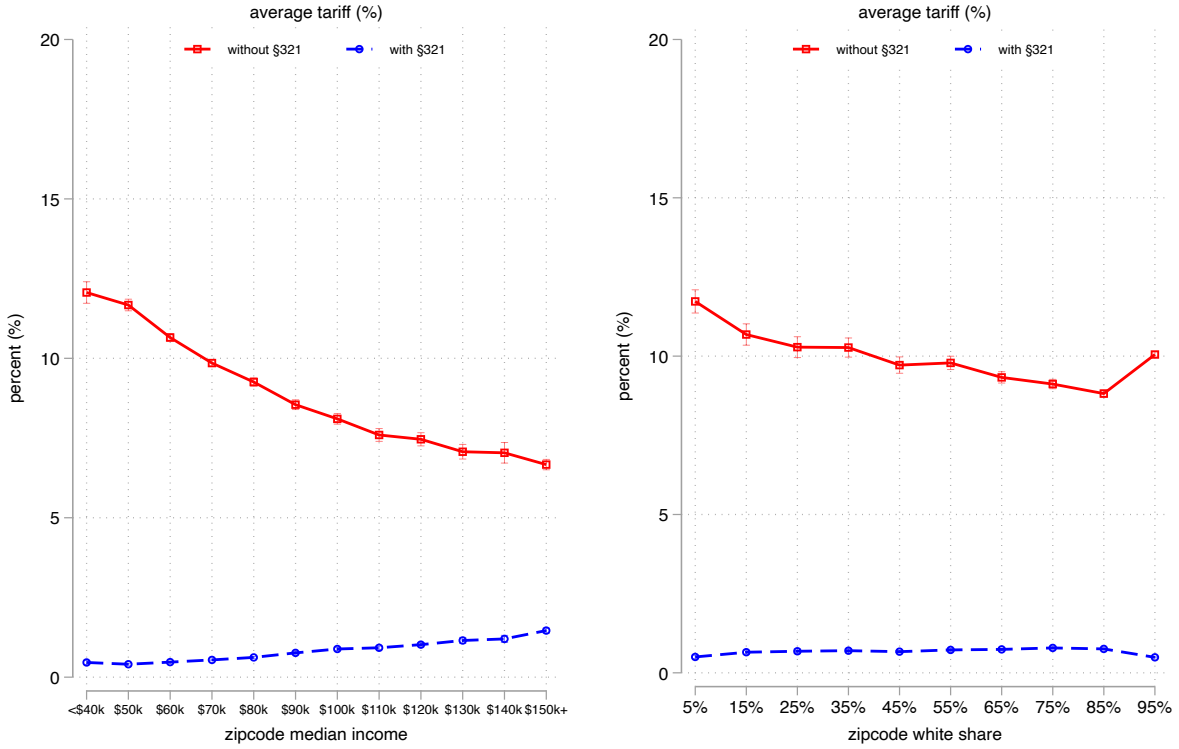 average tariff (%)
without §321
with §321
20
15
10
5
0
percent (%)
<$40k $50k $60k $70k $80k $90k $100k $110k $120k $130k $140k $150k+
zipcode median income
average tariff (%)
without §321
with §321
20
15
10
5
0
percent (%)
5% 15% 25% 35% 45% 55% 65% 75% 85% 95%
zipcode white share